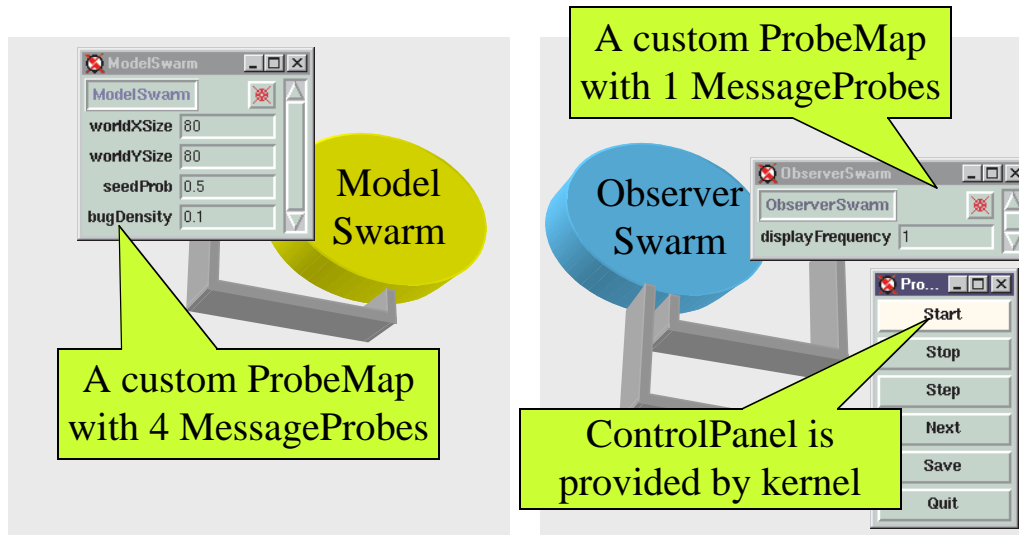 ModelSwarm
ModelSwarm
worldXSize 80
worldYSize 80
seedProb 0.5
bugDensity 0.1
Model
Swarm
A custom ProbeMap
with 4 MessageProbes
A custom ProbeMap
with 1 MessageProbes
Observer
Swarm
ObserverSwarm
ObserverSwarm
displayFrequency 1
Pro...
Start
Stop
Step
Next
Save
Quit
ControlPanel is
provided by kernel